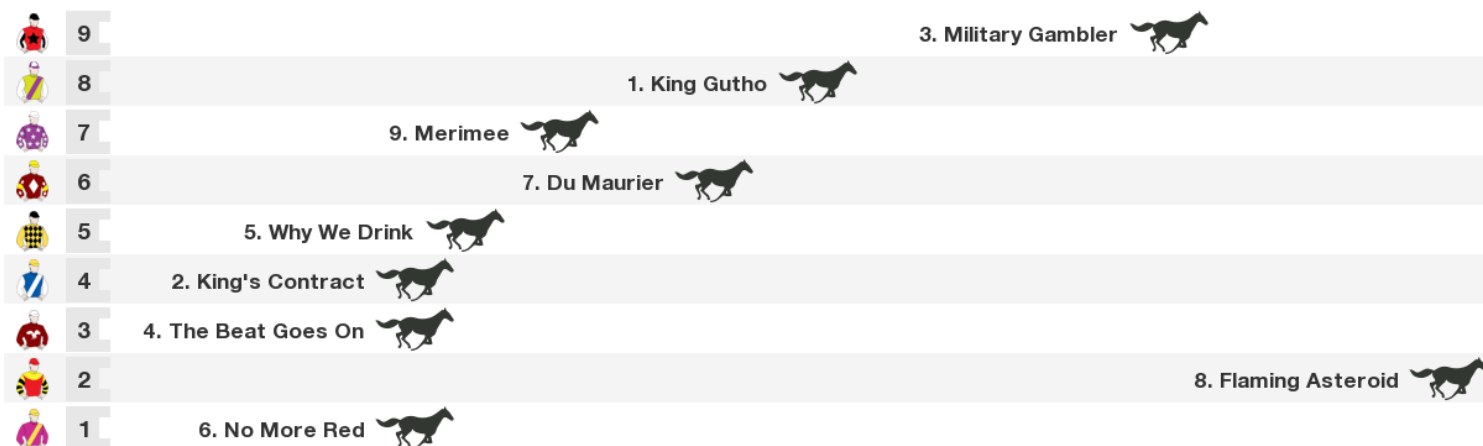 9 3. Military Gambler
8 1. King Gutho
7 9. Merimee
6 7. Du Maurier
5 5. Why We Drink
4 2. King's Contract
3 4. The Beat Goes On
2 8. Flaming Asteroid
1 6. No More Red